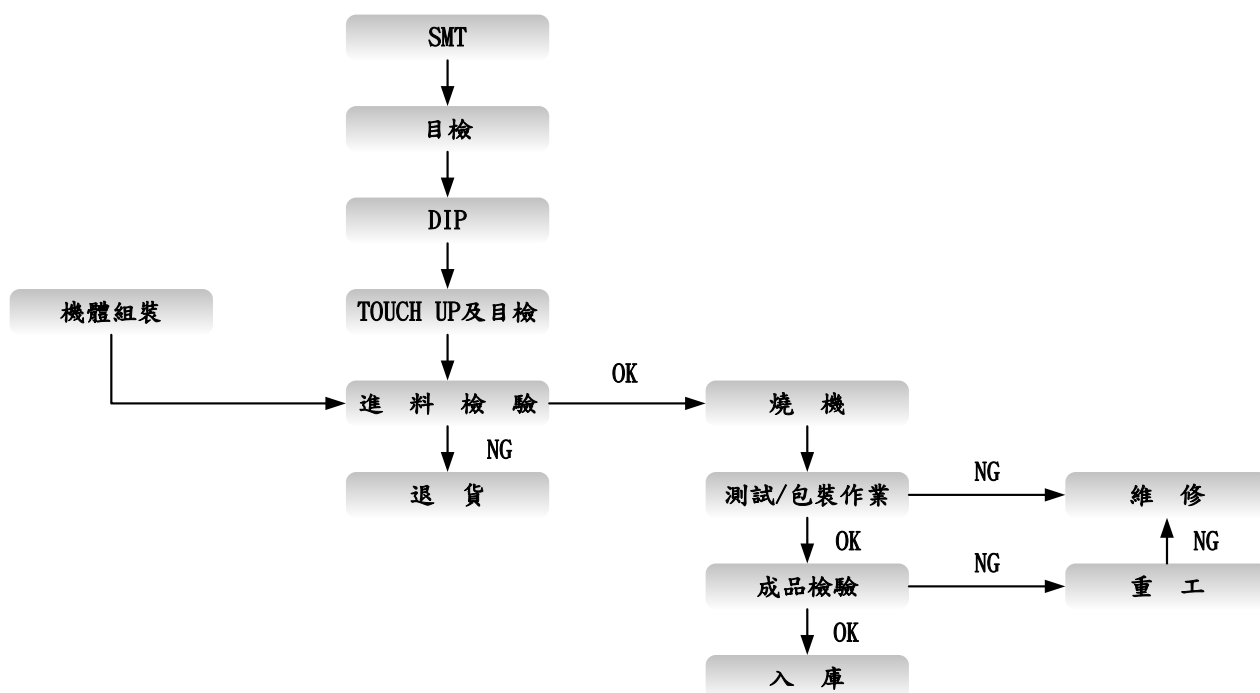 SMT
目檢
DIP
機體組裝
TOUCH UP及目檢
OK
進 料 檢 驗
燒 機
NG
退 貨
測試/包裝作業
NG
維 修
OK
NG
成品檢驗
NG
重 工
OK
入 庫